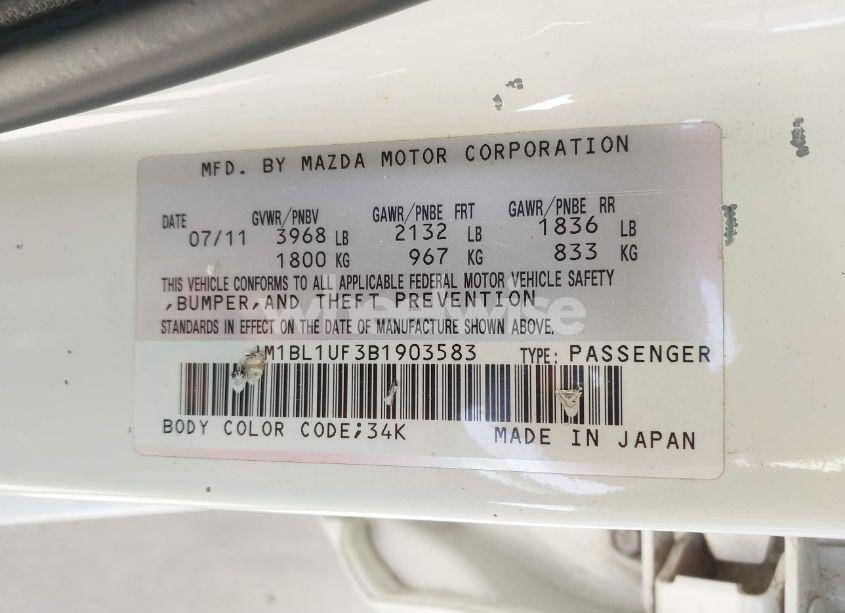 MFD. BY MAZDA MOTOR CORPORATION
DATE GVWR/PNBV GAWR/PNBE FRT GAWR/PNBE RR
07/11 3968 LB 2132 LB 1836 LB
1800 KG 967 KG 833 KG
THIS VEHICLE CONFORMS TO ALL APPLICABLE FEDERAL MOTOR VEHICLE SAFETY
,BUMPER,AND THEFT PREVENTION
STANDARDS IN EFFECT ON THE DATE OF MANUFACTURE SHOWN ABOVE.
JM1BL1UF3B1903583 TYPE: PASSENGER
BODY COLOR CODE;34K MADE IN JAPAN